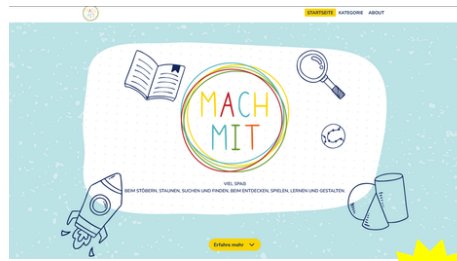 STARTSEITE KATEGORIE ABOUT
MACH
MIT
VIEL SPAß
BEIM STÖBERN, STAUNEN, SUCHEN UND FINDEN, BEIM ENTDECKEN, SPIELEN, LERNEN UND GESTALTEN.
Erfahre mehr